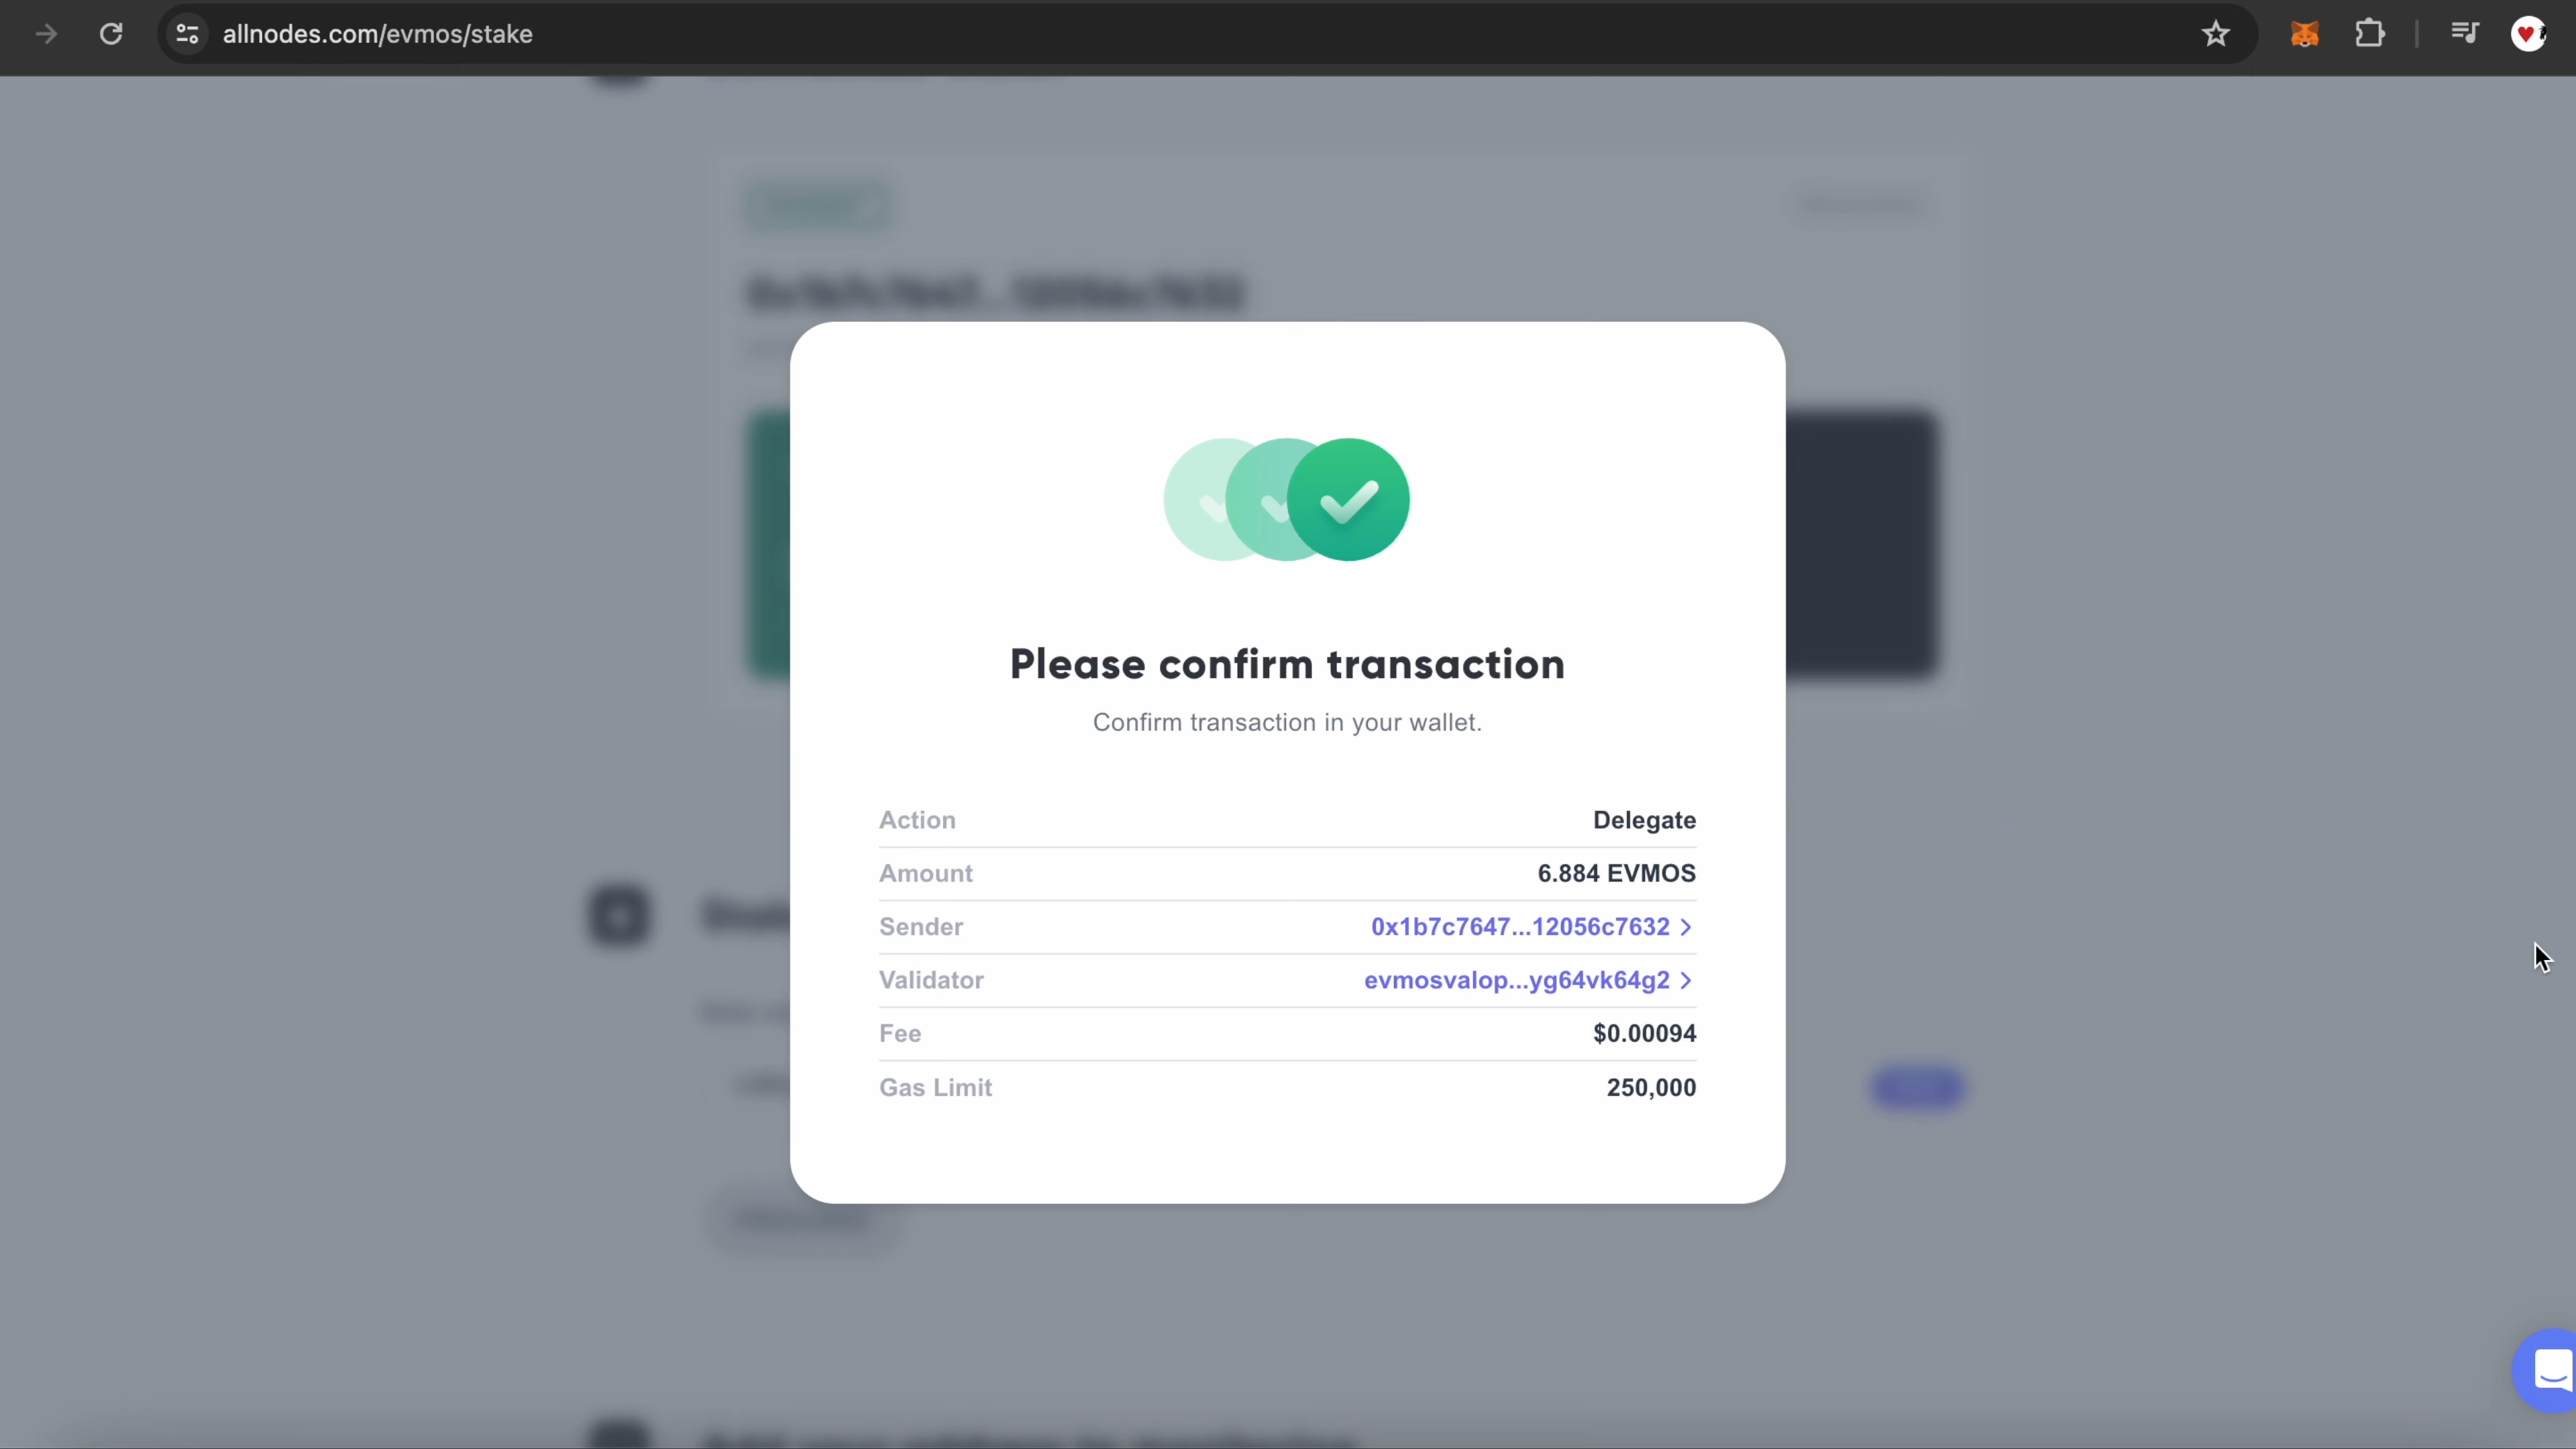 allnodes.com/evmos/stake
Please confirm transaction
Confirm transaction in your wallet.
Action Delegate
Amount 6.884 EVMOS
Sender 0x1b7c7647...12056c7632
Validator evmosvalop...yg64vk64g2
Fee $0.00094
Gas Limit 250,000